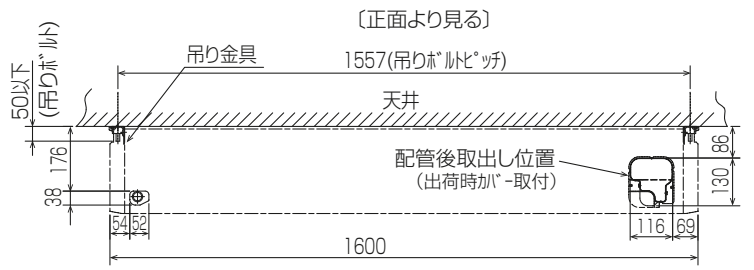 〔正面より見る〕
吊り金具
1557(吊りﾎﾞﾙﾄﾋﾟｯﾁ)
50以下
(吊りﾎﾞﾙﾄ)
天井
176
38
配管後取出し位置
(出荷時ｶﾊﾞｰ取付)
86
130
54
52
116
69
1600